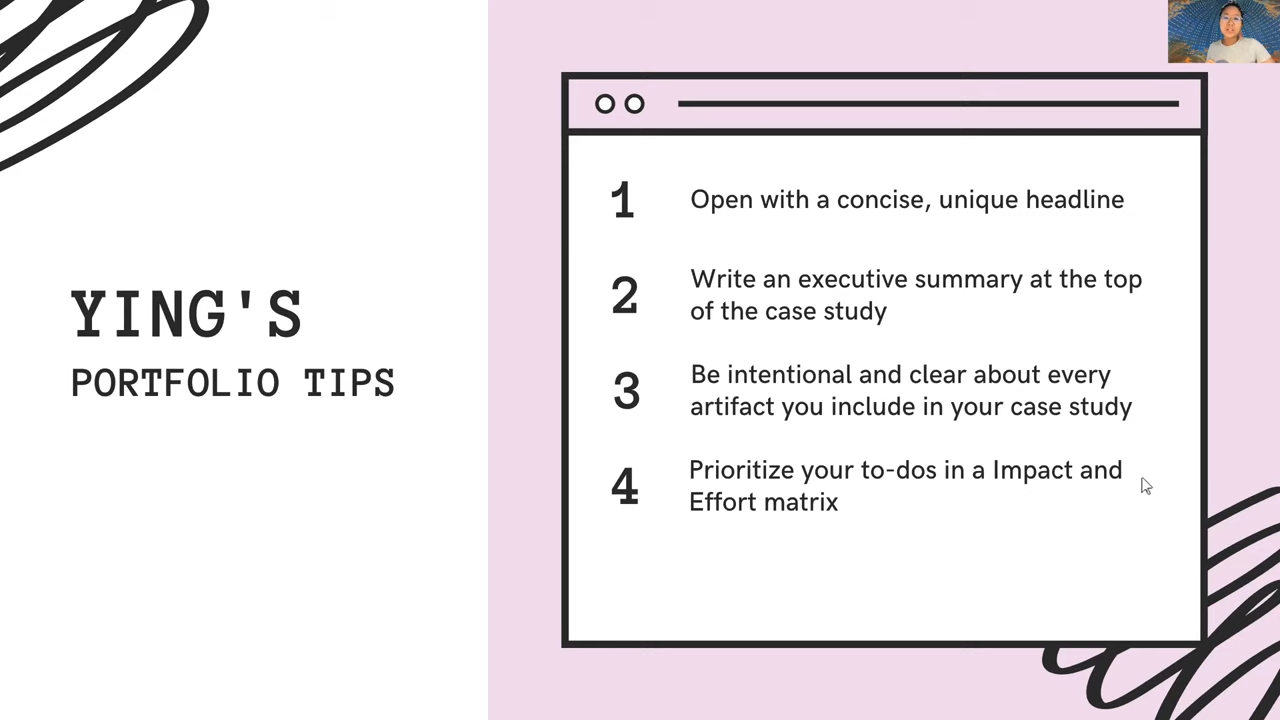 YING'S
PORTFOLIO TIPS
1
Open with a concise, unique headline
2
Write an executive summary at the top
of the case study
3
Be intentional and clear about every
artifact you include in your case study
4
Prioritize your to-dos in a Impact and
Effort matrix